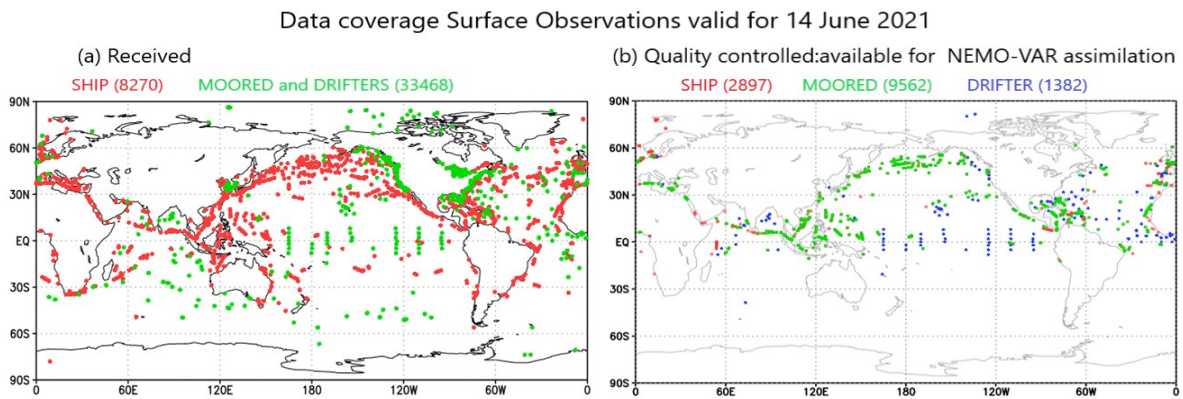 Data coverage Surface Observations valid for 14 June 2021
(a) Received
(b) Quality controlled:available for NEMO-VAR assimilation
SHIP (8270) MOORED and DRIFTERS (33468)
SHIP (2897) MOORED (9562) DRIFTER (1382)
90N
60N
30N
EQ
30S
60S
90S
0 60E 120E 180 120W 60W 0
90N
60N
30N
EQ
30S
60S
90S
0 60E 120E 180 120W 60W 0